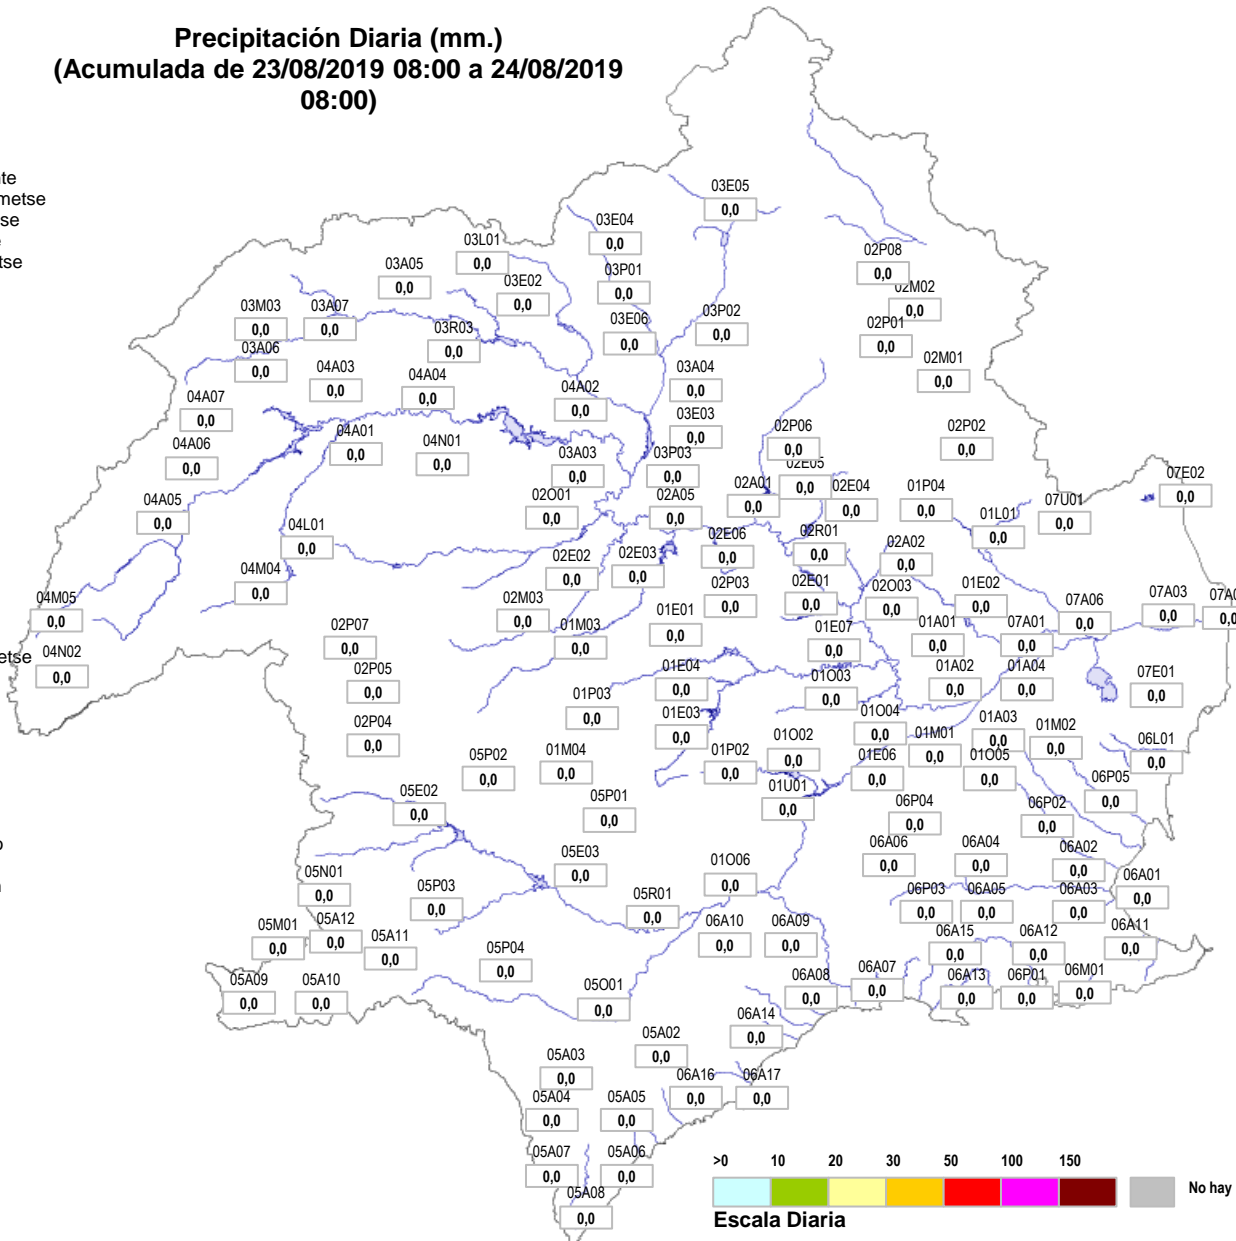 Precipitación Diaria (mm.)
(Acumulada de 23/08/2019 08:00 a 24/08/2019
08:00)
03E05
0,0
03E04
0,0
03L01
0,0
02P08
0,0
03A05
0,0
03P01
0,0
03E02
0,0
02M02
0,0
03M03
0,0
03A07
0,0
03R03
0,0
03E06
0,0
03P02
0,0
02P01
0,0
03A06
0,0
04A03
0,0
04A04
0,0
03A04
0,0
02M01
0,0
04A07
0,0
04A02
0,0
03E03
0,0
04A06
0,0
04A01
0,0
04N01
0,0
03A03
0,0
03P03
0,0
02P06
0,0
02P02
0,0
02E05
0,0
07E02
0,0
04A05
0,0
02O01
0,0
02A05
0,0
02A01
0,0
02E04
0,0
01P04
0,0
07U01
0,0
01L01
0,0
04L01
0,0
02E06
0,0
02R01
0,0
02A02
0,0
04M04
0,0
02E02
0,0
02E03
0,0
02P03
0,0
02E01
0,0
02O03
0,0
01E02
0,0
04M05
0,0
02M03
0,0
01E01
0,0
07A06
0,0
07A03
0,0
07A0
0,0
02P07
0,0
01M03
0,0
01E07
0,0
01A01
0,0
07A01
0,0
etse
04N02
0,0
02P05
0,0
01E04
0,0
01O03
0,0
01A02
0,0
01A04
0,0
07E01
0,0
01P03
0,0
02P04
0,0
01E03
0,0
01O04
0,0
01A03
0,0
01M02
0,0
05P02
0,0
01M04
0,0
01P02
0,0
01O02
0,0
01E06
0,0
01M01
0,0
01O05
0,0
06L01
0,0
05E02
0,0
05P01
0,0
01U01
0,0
06P04
0,0
06P02
0,0
06P05
0,0
05E03
0,0
01O06
0,0
06A06
0,0
06A04
0,0
06A02
0,0
05N01
0,0
05P03
0,0
05R01
0,0
06P03
0,0
06A05
0,0
06A03
0,0
06A01
0,0
05M01
0,0
05A12
0,0
05A11
0,0
05P04
0,0
06A10
0,0
06A09
0,0
06A15
0,0
06A12
0,0
06A11
0,0
05A09
0,0
05A10
0,0
05O01
0,0
06A08
0,0
06A07
0,0
06A13
0,0
06P01
0,0
06M01
0,0
05A02
0,0
06A14
0,0
05A03
0,0
06A16
0,0
06A17
0,0
05A04
0,0
05A05
0,0
05A07
0,0
05A06
0,0
05A08
0,0
>0 10 20 30 50 100 150
No hay
Escala Diaria